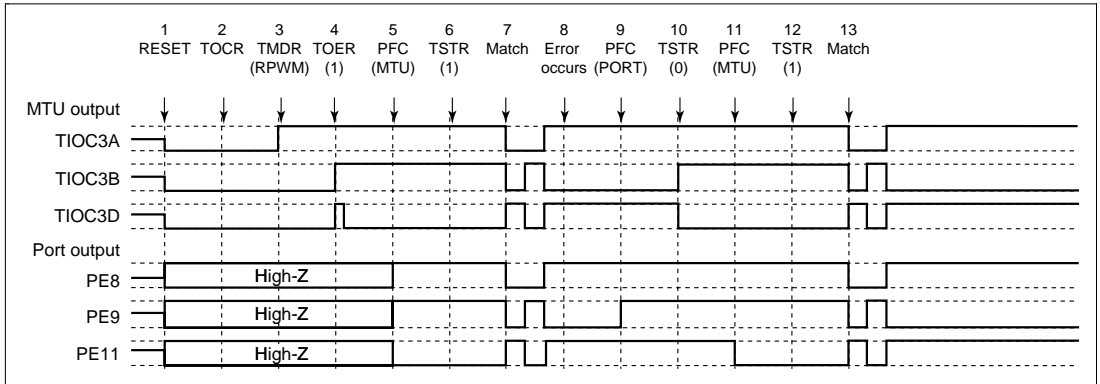 1 2 3 4 5 6 7 8 9 10 11 12 13
RESET TOCR TMDR TOER PFC TSTR Match Error PFC TSTR PFC TSTR Match
(RPWM) (1) (MTU) (1) occurs (PORT) (0) (MTU) (1)
MTU output
TIOC3A
TIOC3B
TIOC3D
Port output
PE8 High-Z
PE9 High-Z
PE11 High-Z